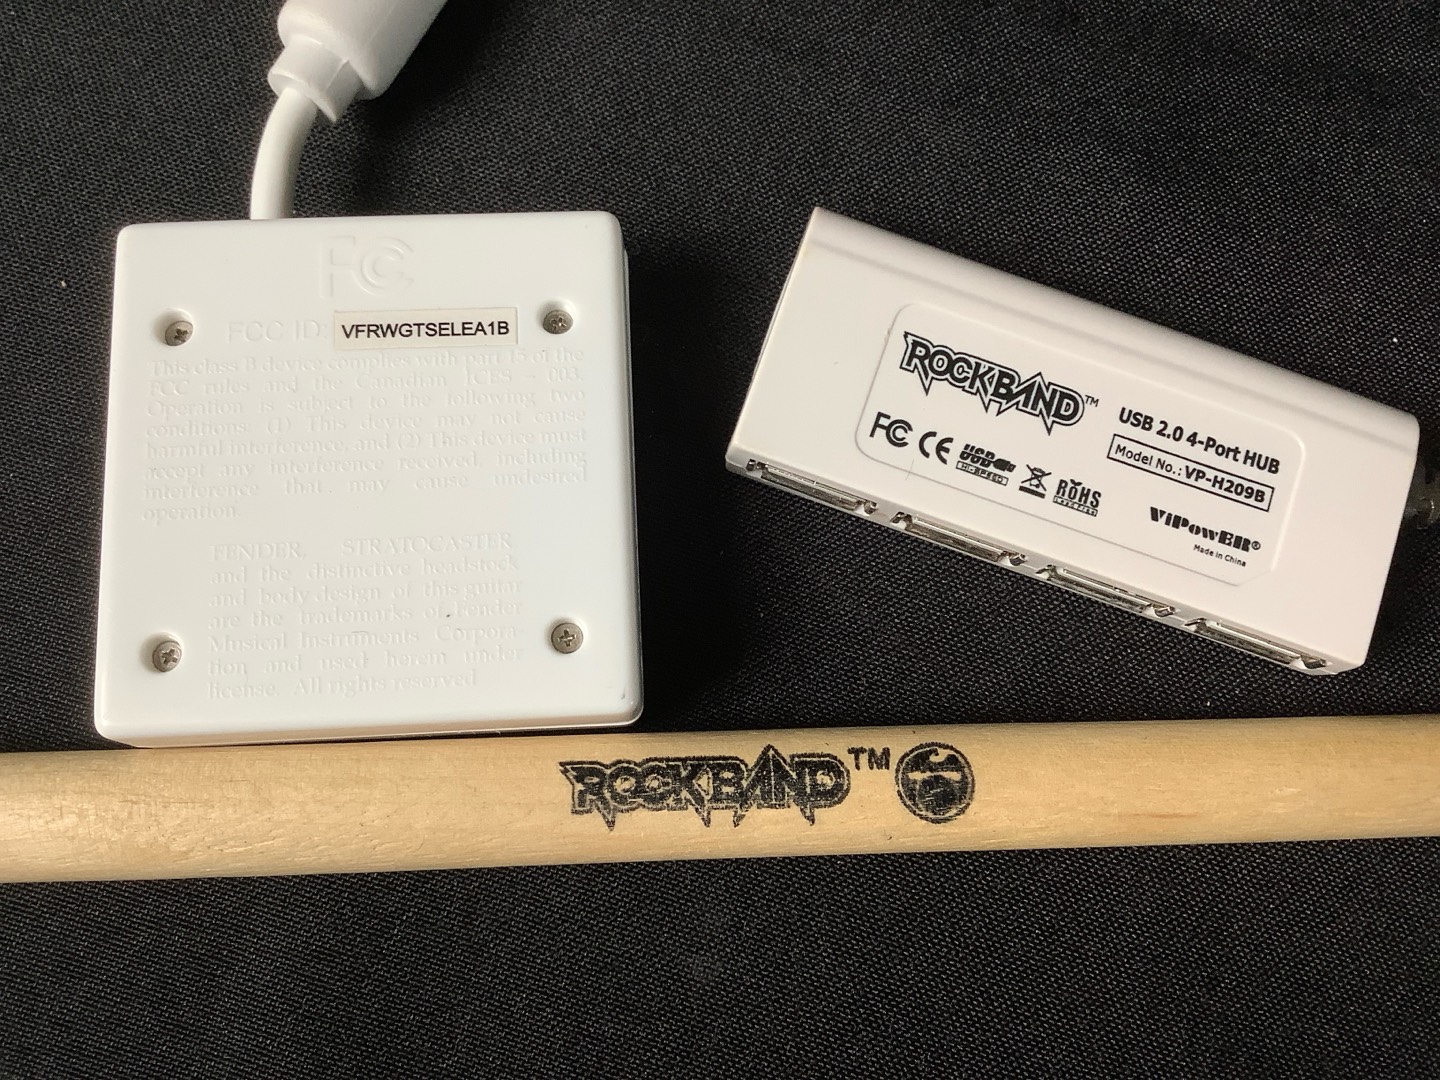 FC
FCC ID: VFRWGTSELEA1B
This class B device complies with part 15 of the
FCC rules and the Canadian ICES - 003.
Operation is subject to the following two
conditions: (1) This device may not cause
harmful interference, and (2) This device must
accept any interference received, including
interference that may cause undesired
operation.
FENDER, STRATOCASTER
and the distinctive headstock
and body design of this guitar
are the trademarks of Fender
Musical Instruments Corpora-
tion and used herein under
license. All rights reserved
ROCKBAND™
USB 2.0 4-Port HUB
Model No.: VP-H209B
FC CE USB HI-SPEED RoHS
ViPowER®
Made in China
ROCKBAND™